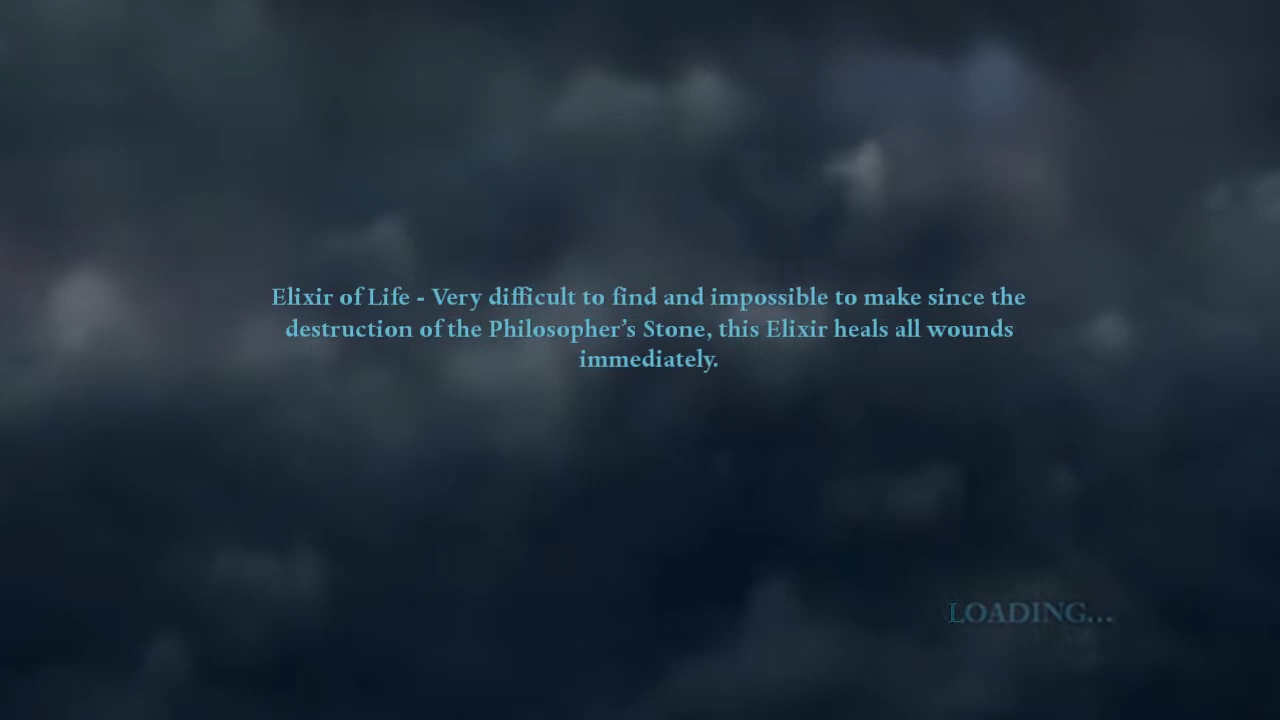 Elixir of Life - Very difficult to find and impossible to make since the
destruction of the Philosopher’s Stone, this Elixir heals all wounds
immediately.
LOADING...